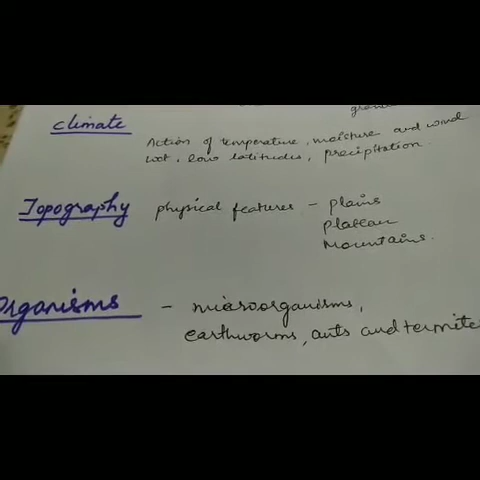 climate
Action of temperature, moisture and wind
hot, low latitudes, precipitation.
Topography physical features - plains
plateau
Mountains.
Organisms - microorganisms,
earthworms, ants and termite